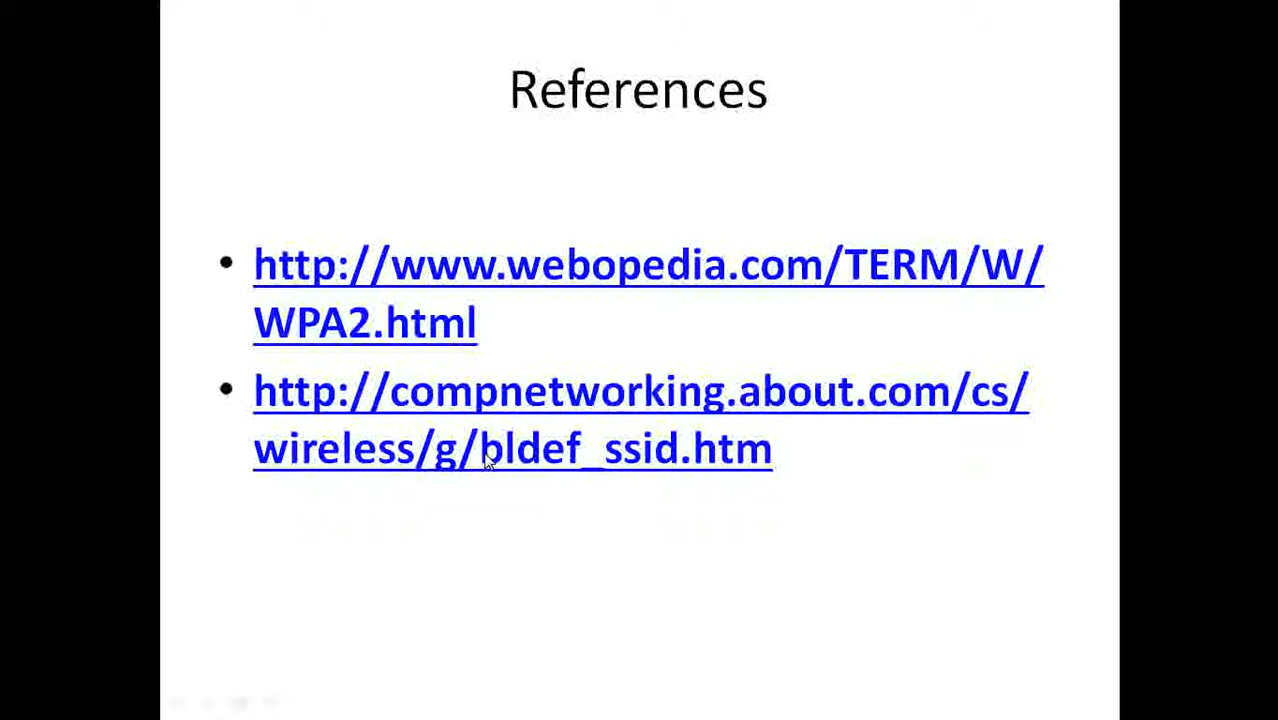 References
• http://www.webopedia.com/TERM/W/
WPA2.html
• http://compnetworking.about.com/cs/
wireless/g/bldef_ssid.htm